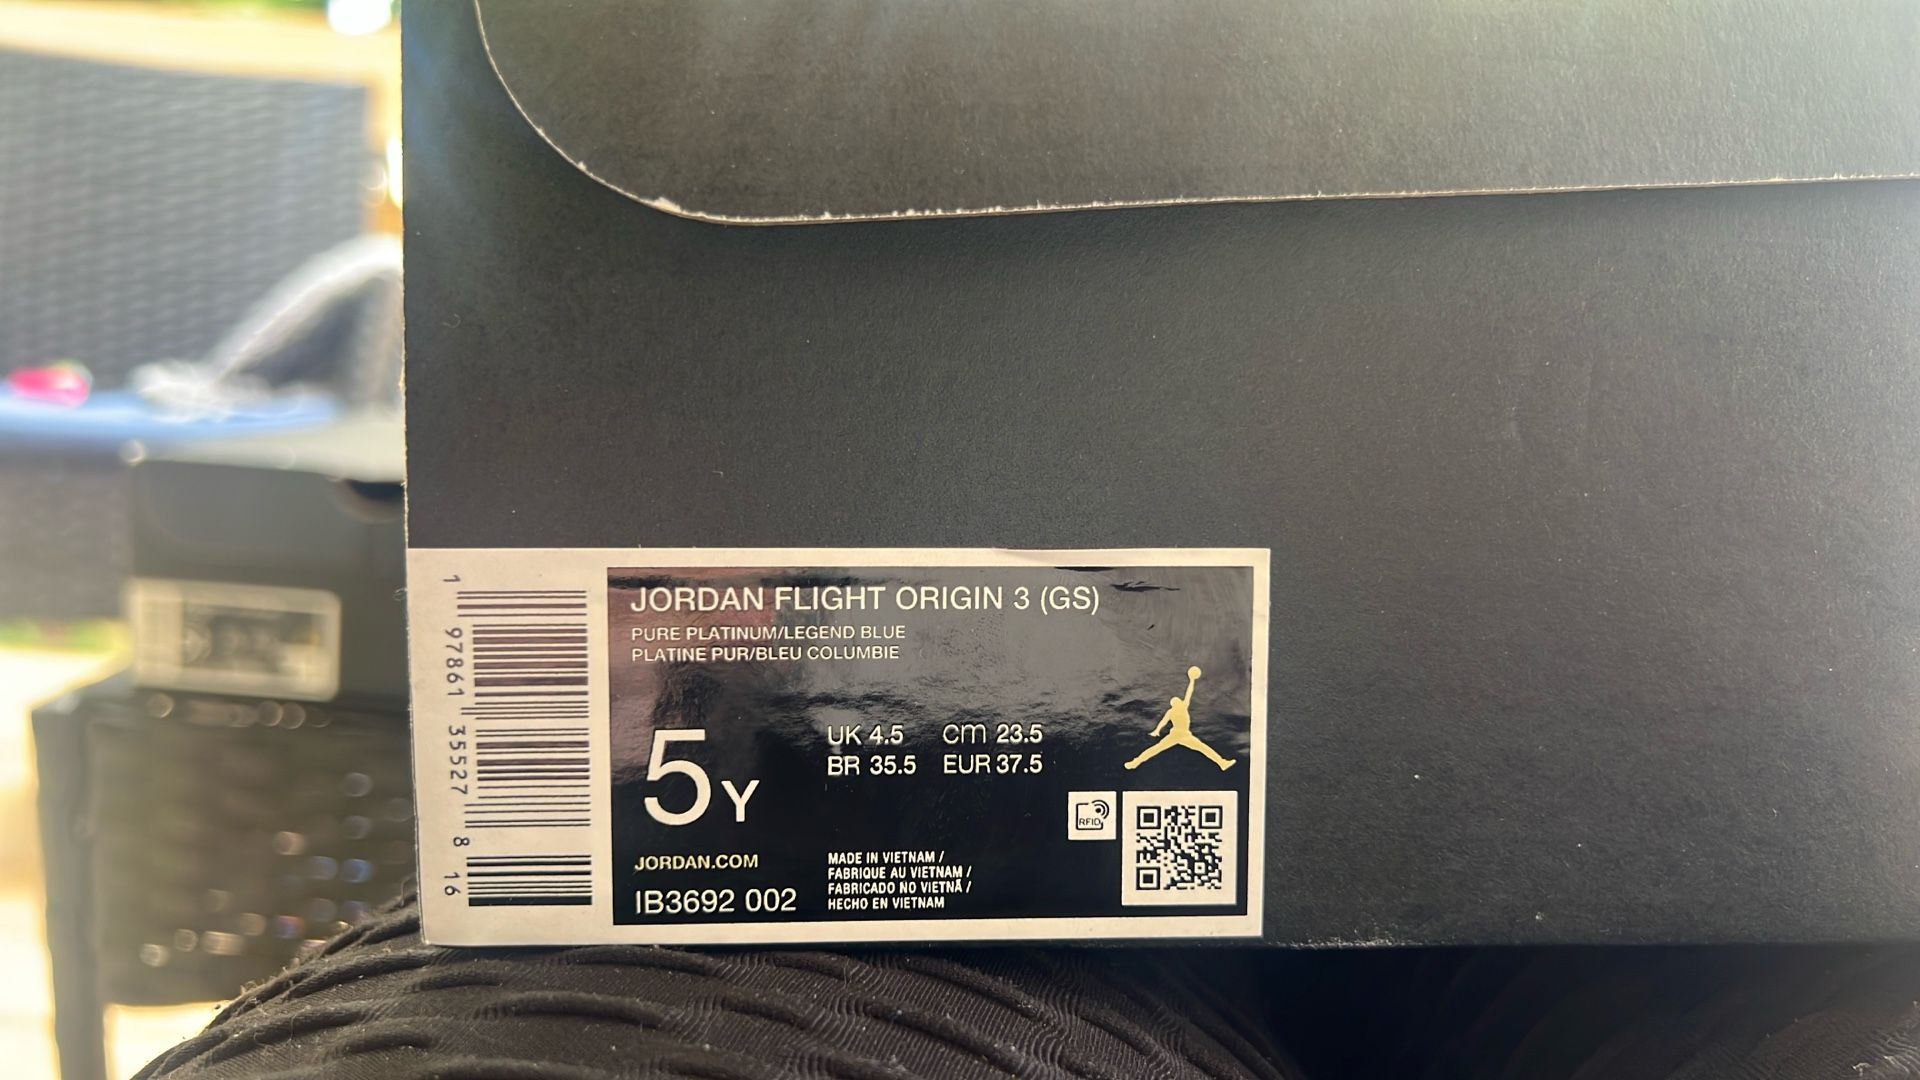 JORDAN FLIGHT ORIGIN 3 (GS)
PURE PLATINUM/LEGEND BLUE
PLATINE PUR/BLEU COLUMBIE
5Y
UK 4.5 cm 23.5
BR 35.5 EUR 37.5
RFID
JORDAN.COM
IB3692 002
MADE IN VIETNAM /
FABRIQUE AU VIETNAM /
FABRICADO NO VIETNÃ /
HECHO EN VIETNAM
1 97861 35527 8 16